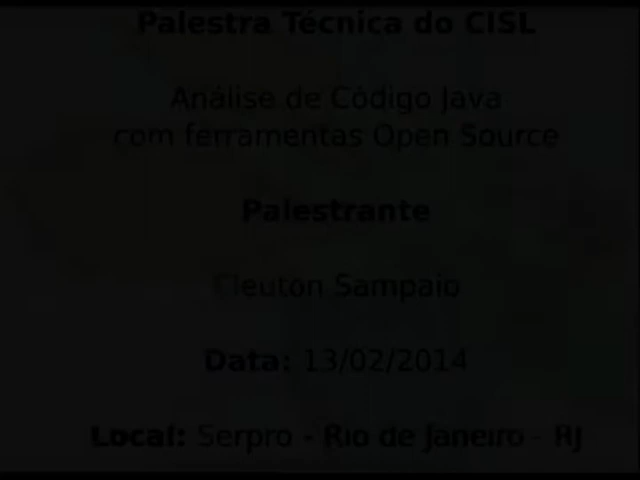 Palestra Técnica do CISL
Análise de Código Java
com ferramentas Open Source
Palestrante
Cleuton Sampaio
Data: 13/02/2014
Local: Serpro - Rio de Janeiro - RJ